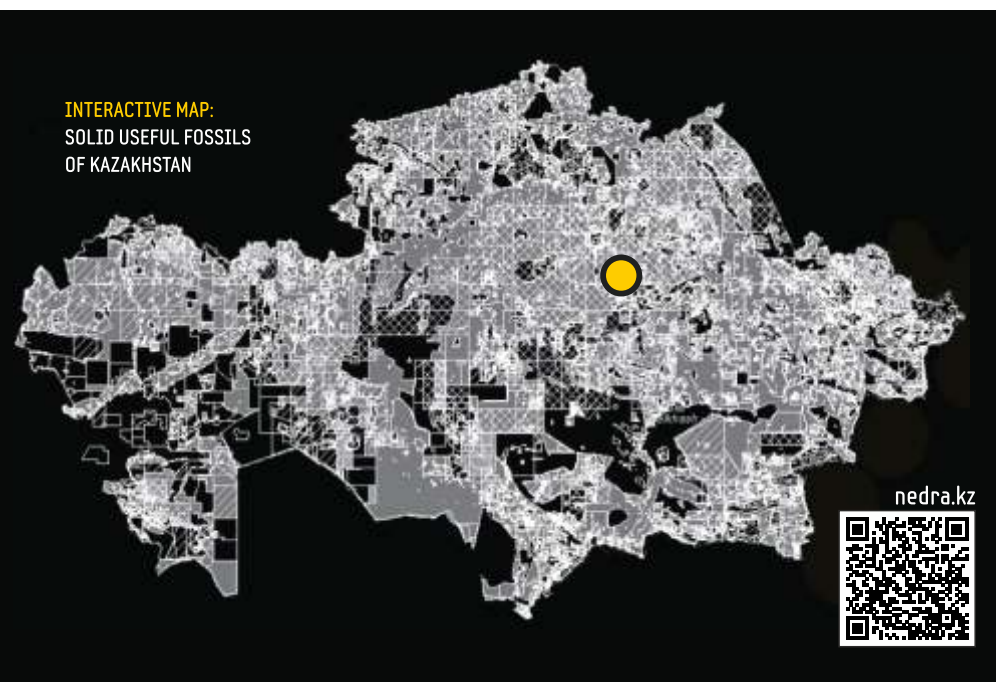 INTERACTIVE MAP:
SOLID USEFUL FOSSILS
OF KAZAKHSTAN
nedra.kz